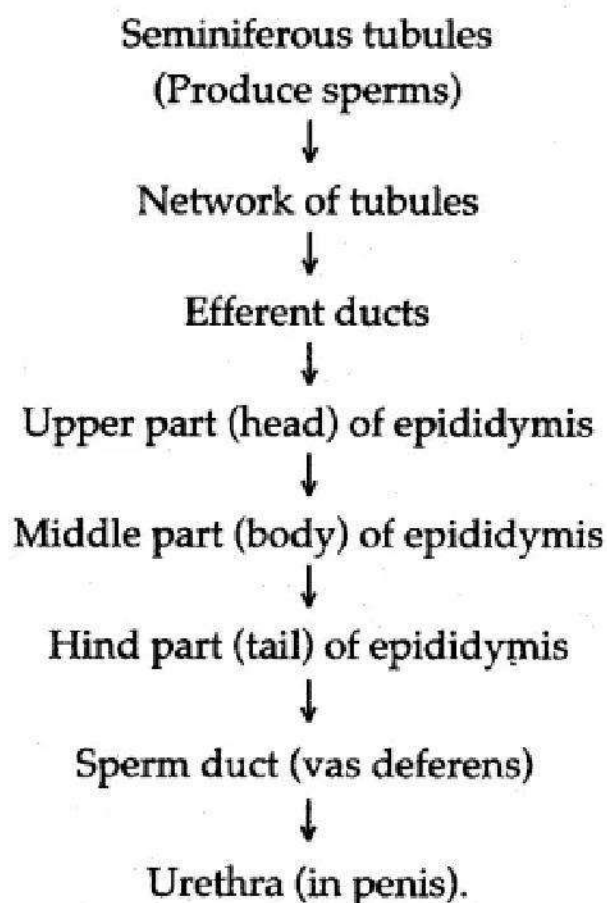 Seminiferous tubules
(Produce sperms)
↓
Network of tubules
↓
Efferent ducts
↓
Upper part (head) of epididymis
↓
Middle part (body) of epididymis
↓
Hind part (tail) of epididymis
↓
Sperm duct (vas deferens)
↓
Urethra (in penis).